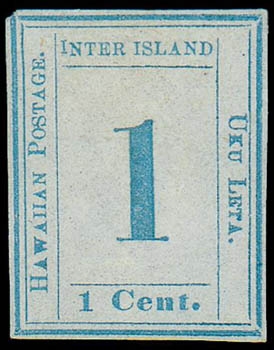 INTER ISLAND
HAWAIIAN POSTAGE.
1
UKU LETA.
1 Cent.